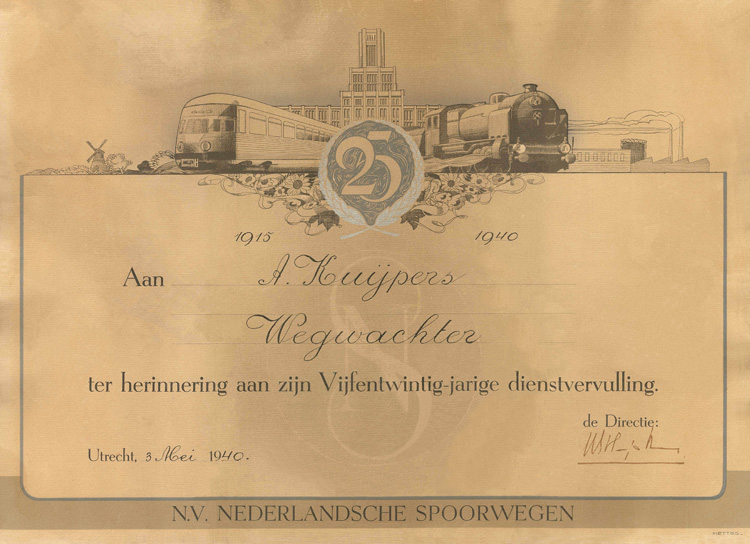 25
1915 1940
Aan A. Kuijpers
Wegwachter
ter herinnering aan zijn Vijfentwintig-jarige dienstvervulling.
de Directie:
Utrecht, 3 Mei 1940.
N.V. NEDERLANDSCHE SPOORWEGEN